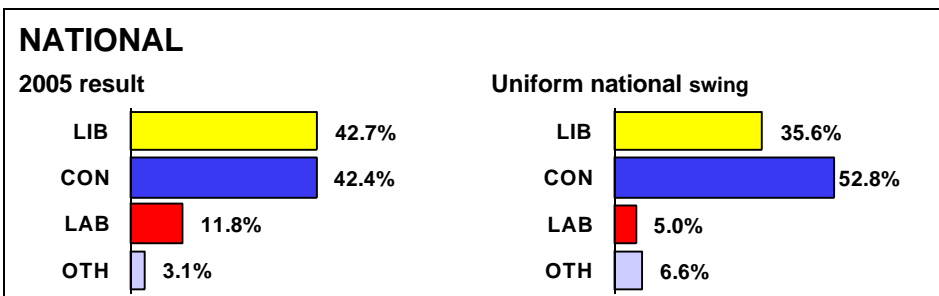 NATIONAL
2005 result
LIB 42.7%
CON 42.4%
LAB 11.8%
OTH 3.1%
Uniform national swing
LIB 35.6%
CON 52.8%
LAB 5.0%
OTH 6.6%